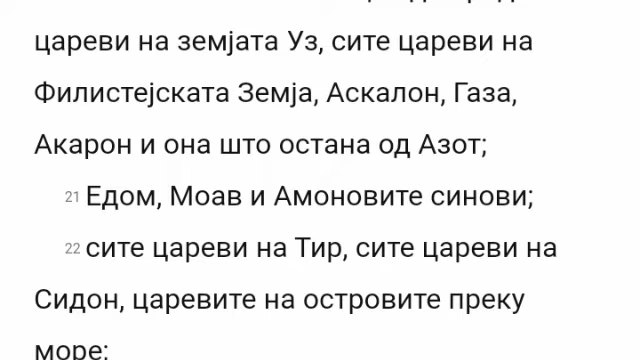 цареви на земјата Уз, сите цареви на
Филистејската Земја, Аскалон, Газа,
Акарон и она што остана од Азот;
21 Едом, Моав и Амоновите синови;
22 сите цареви на Тир, сите цареви на
Сидон, царевите на островите преку
море;